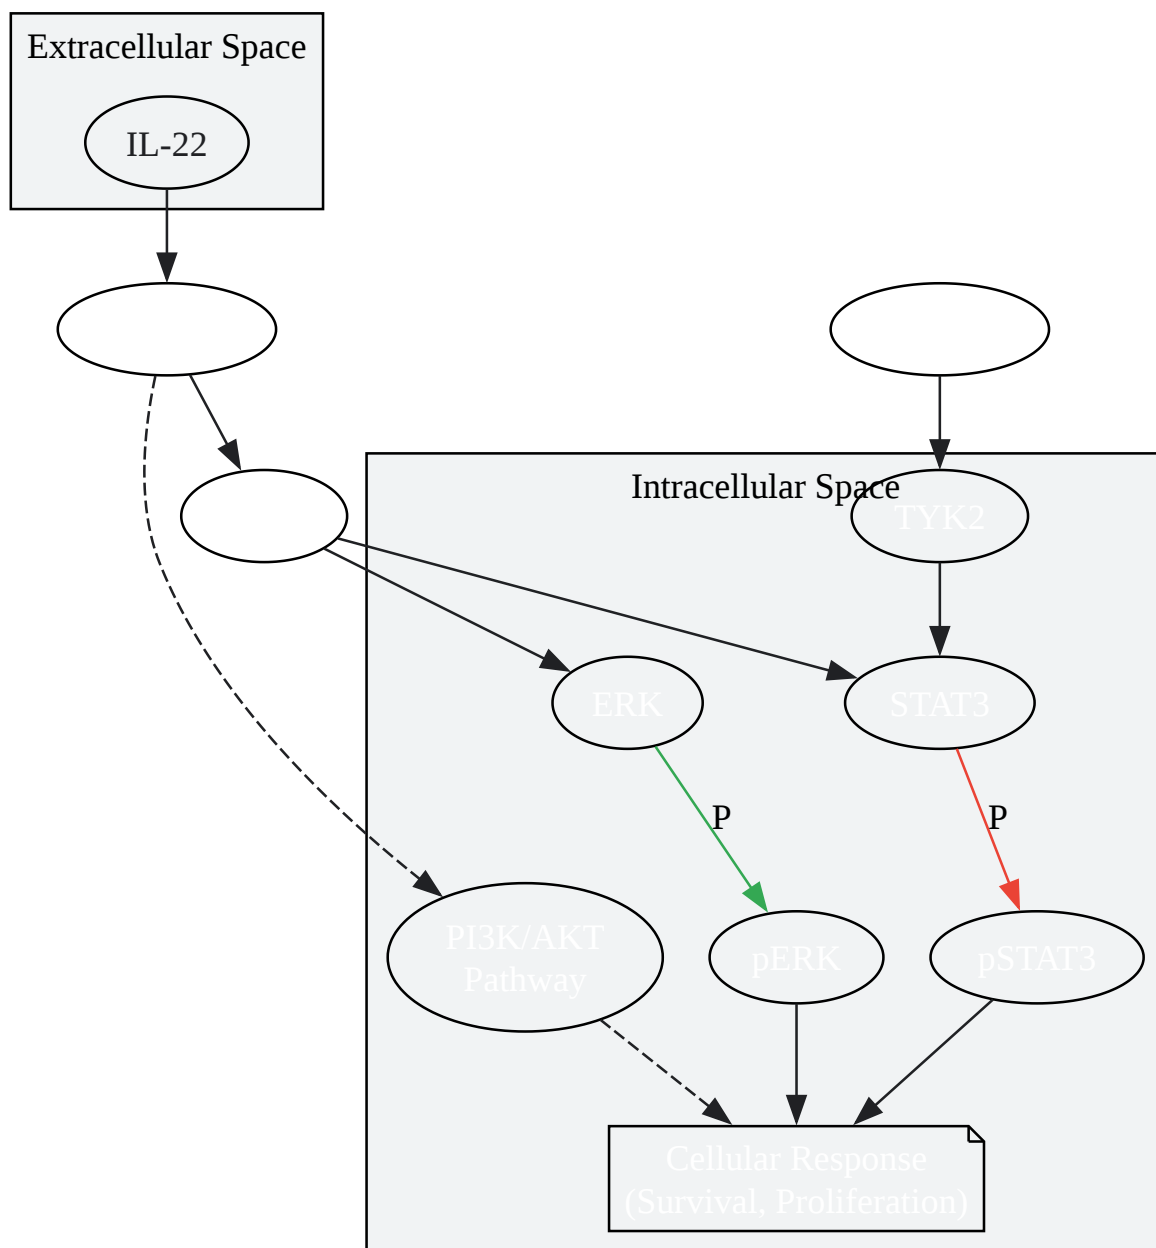 Extracellular Space
IL-22
Intracellular Space
TYK2
ERK
STAT3
P
P
PI3K/AKT
Pathway
pERK
pSTAT3
Cellular Response
(Survival, Proliferation)